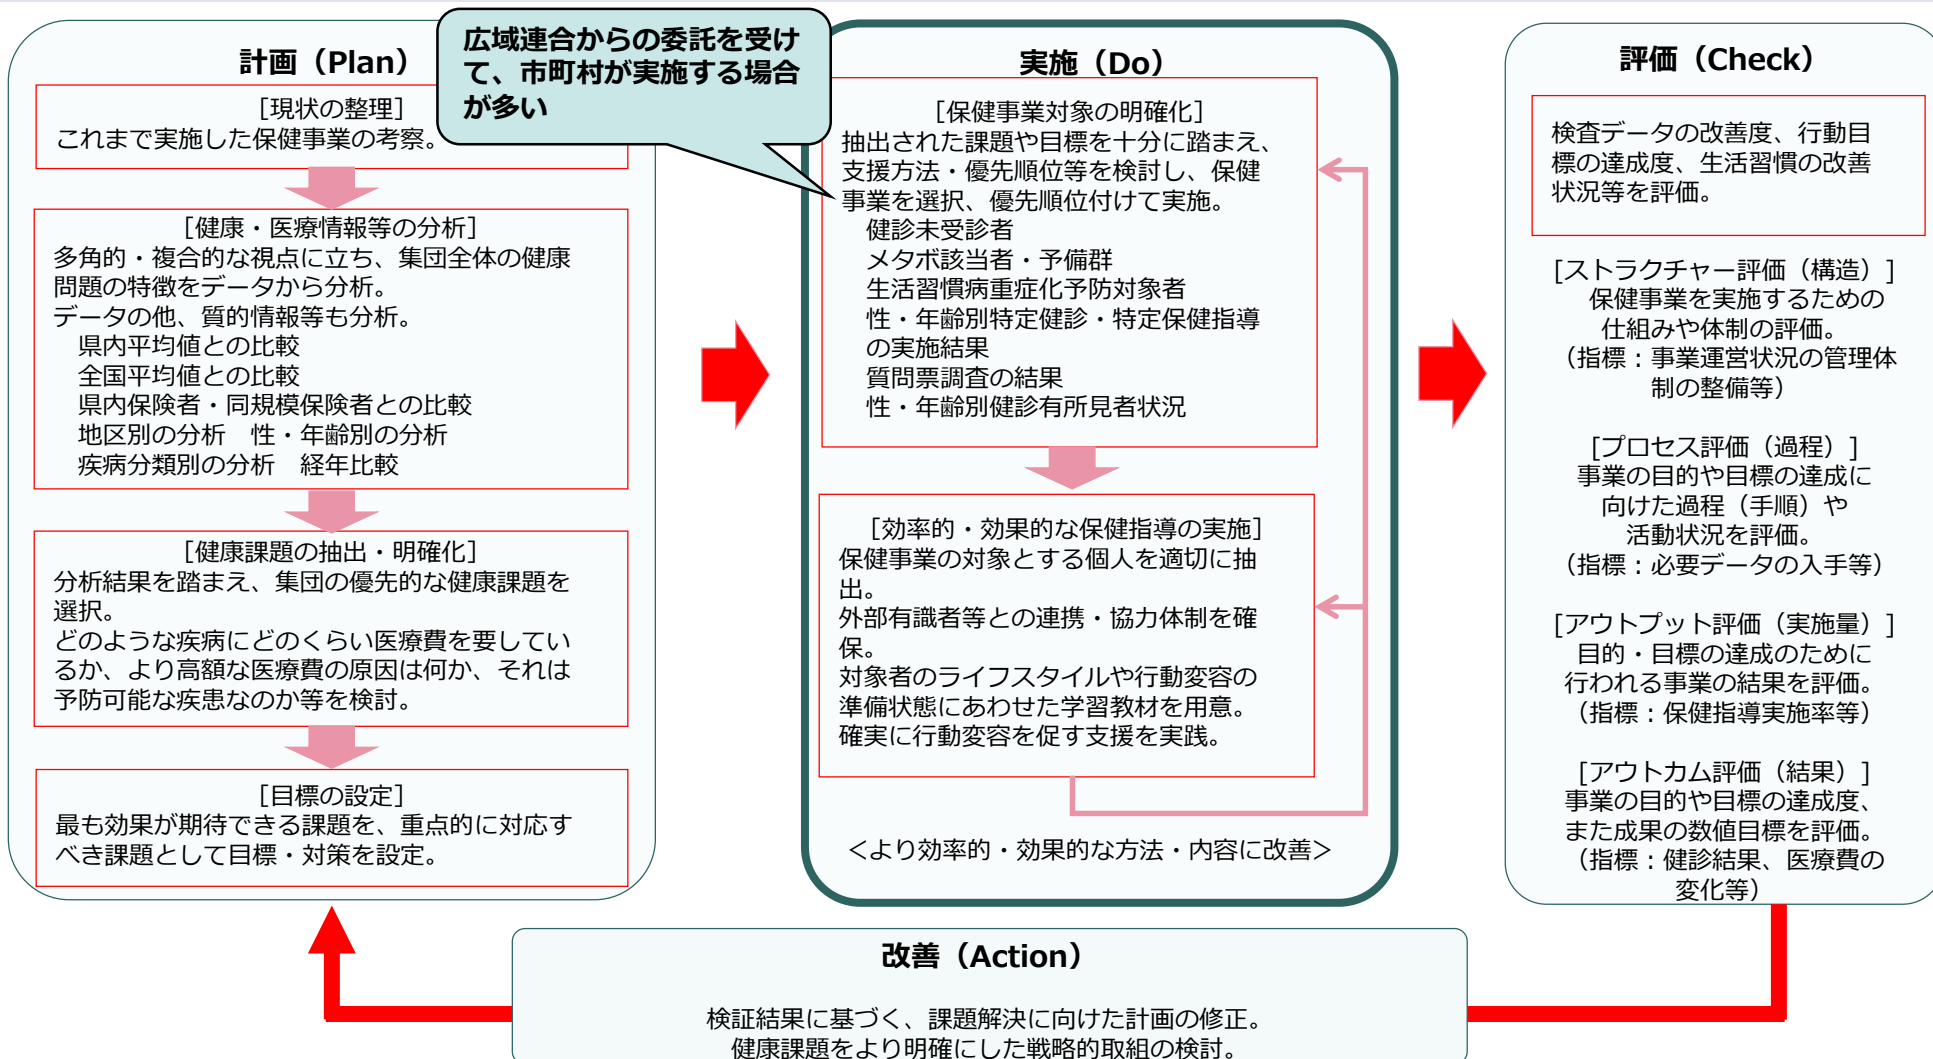 計画（Plan）
［現状の整理］
これまで実施した保健事業の考察。
［健康・医療情報等の分析］
多角的・複合的な視点に立ち、集団全体の健康
問題の特徴をデータから分析。
データの他、質的情報等も分析。
県内平均値との比較
全国平均値との比較
県内保険者・同規模保険者との比較
地区別の分析　性・年齢別の分析
疾病分類別の分析　経年比較
［健康課題の抽出・明確化］
分析結果を踏まえ、集団の優先的な健康課題を
選択。
どのような疾病にどのくらい医療費を要してい
るか、より高額な医療費の原因は何か、それは
予防可能な疾患なのか等を検討。
［目標の設定］
最も効果が期待できる課題を、重点的に対応す
べき課題として目標・対策を設定。
広域連合からの委託を受け
て、市町村が実施する場合
が多い
実施（Do）
［保健事業対象の明確化］
抽出された課題や目標を十分に踏まえ、
支援方法・優先順位等を検討し、保健
事業を選択、優先順位付けて実施。
健診未受診者
メタボ該当者・予備群
生活習慣病重症化予防対象者
性・年齢別特定健診・特定保健指導
の実施結果
質問票調査の結果
性・年齢別健診有所見者状況
［効率的・効果的な保健指導の実施］
保健事業の対象とする個人を適切に抽
出。
外部有識者等との連携・協力体制を確
保。
対象者のライフスタイルや行動変容の
準備状態にあわせた学習教材を用意。
確実に行動変容を促す支援を実践。
＜より効率的・効果的な方法・内容に改善＞
評価（Check）
検査データの改善度、行動目
標の達成度、生活習慣の改善
状況等を評価。
[ストラクチャー評価（構造）]
保健事業を実施するための
仕組みや体制の評価。
（指標：事業運営状況の管理体
制の整備等）
[プロセス評価（過程）]
事業の目的や目標の達成に
向けた過程（手順）や
活動状況を評価。
（指標：必要データの入手等）
[アウトプット評価（実施量）]
目的・目標の達成のために
行われる事業の結果を評価。
（指標：保健指導実施率等）
[アウトカム評価（結果）]
事業の目的や目標の達成度、
また成果の数値目標を評価。
（指標：健診結果、医療費の
変化等）
改善（Action）
検証結果に基づく、課題解決に向けた計画の修正。
健康課題をより明確にした戦略的取組の検討。